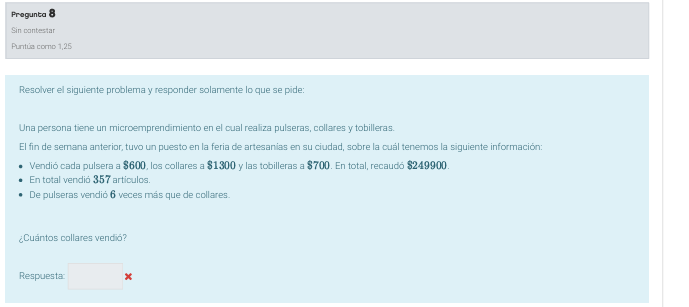 Pregunta 8
Sin contestar
Puntúa como 1,25
Resolver el siguiente problema y responder solamente lo que se pide:
Una persona tiene un microemprendimiento en el cual realiza pulseras, collares y tobilleras.
El fin de semana anterior, tuvo un puesto en la feria de artesanías en su ciudad, sobre la cuál tenemos la siguiente información:
• Vendió cada pulsera a $600, los collares a $1300 y las tobilleras a $700. En total, recaudó $249900.
• En total vendió 357 artículos.
• De pulseras vendió 6 veces más que de collares.
¿Cuántos collares vendió?
Respuesta: